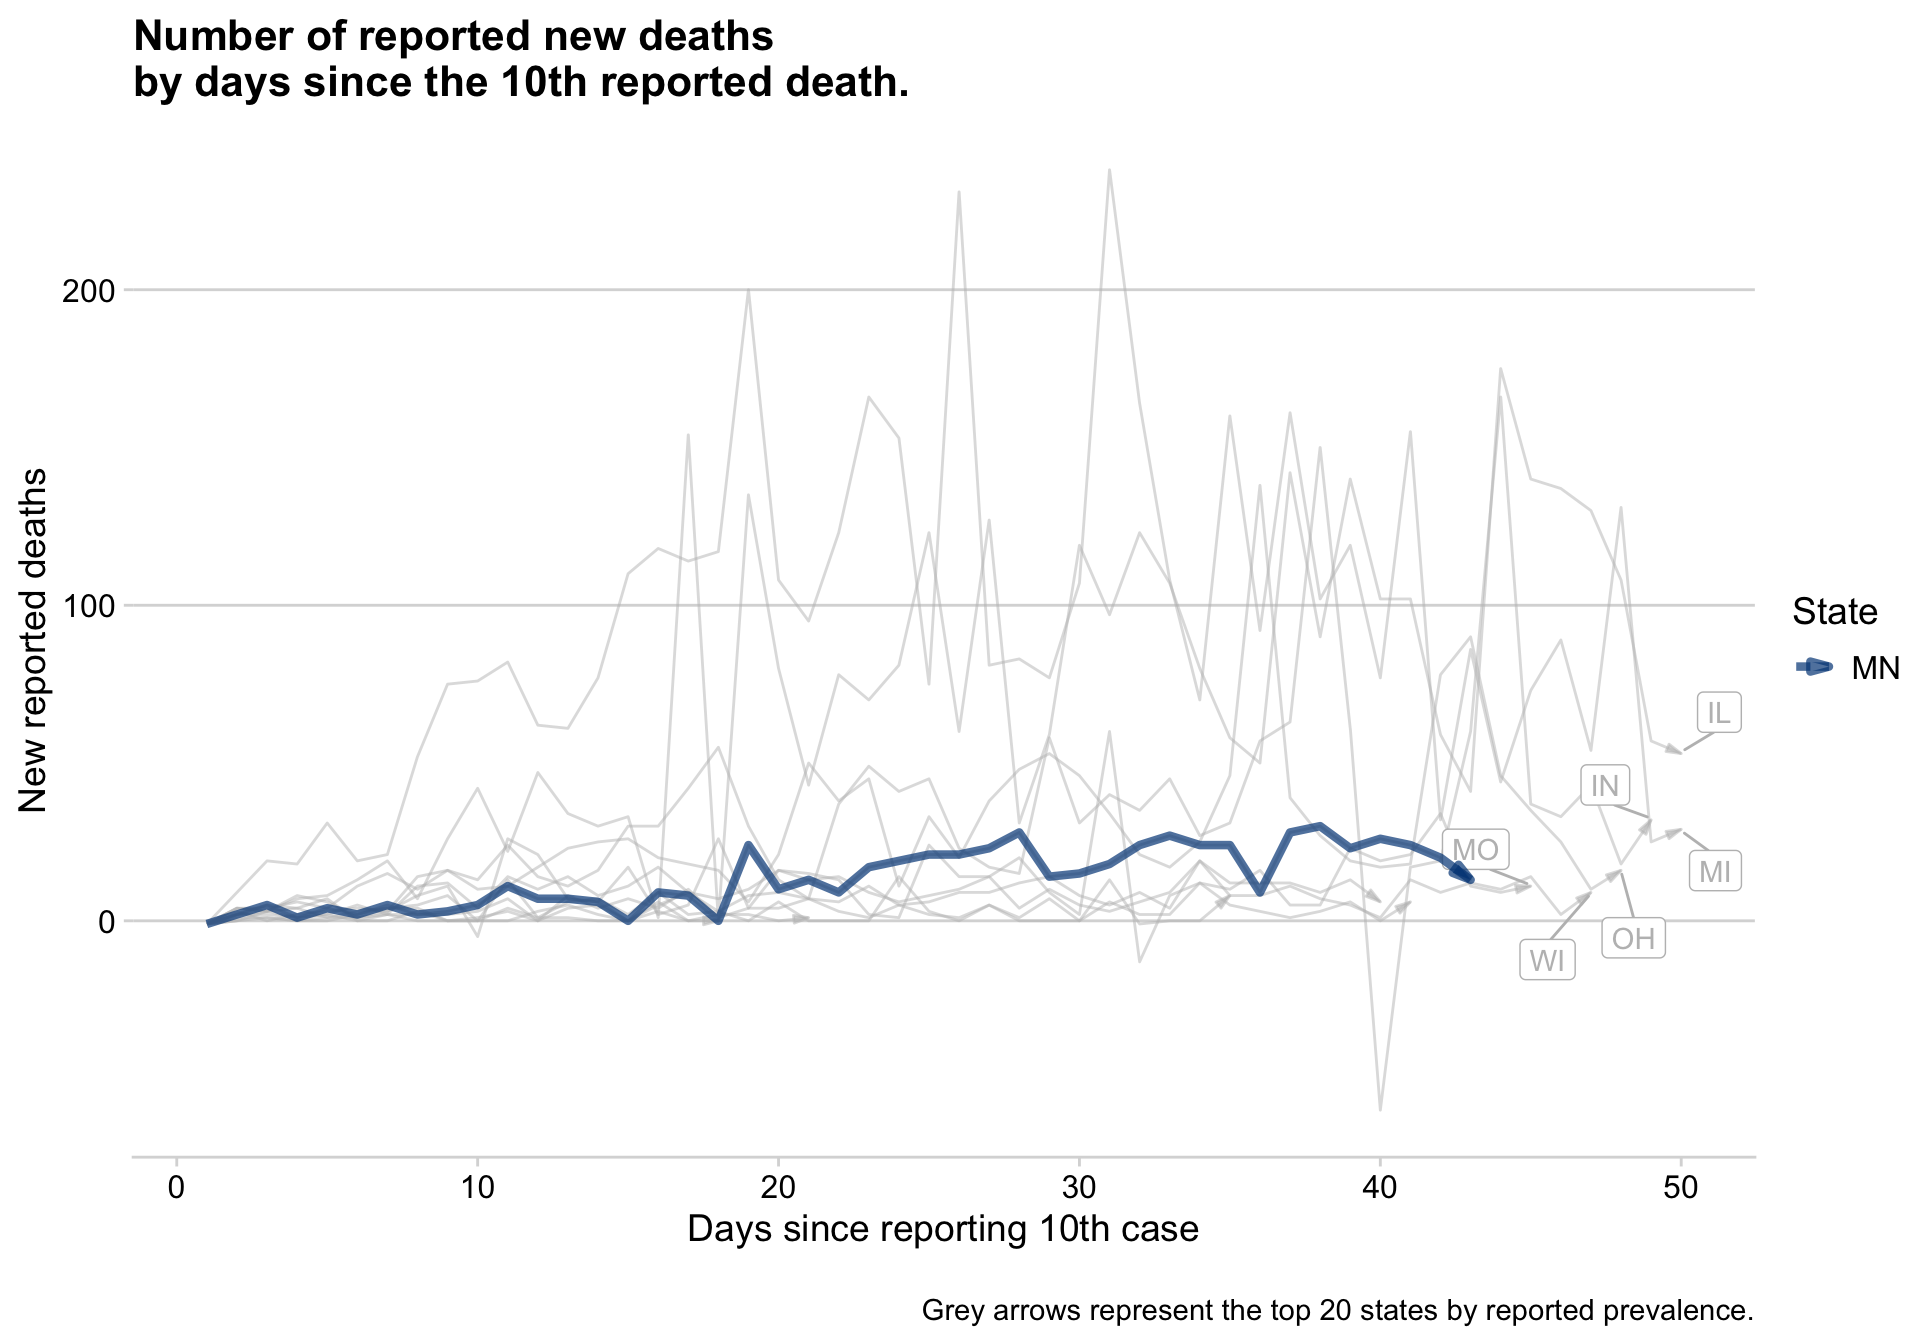 Number of reported new deaths
by days since the 10th reported death.
New reported deaths
200
100
0
0
10
20
30
40
50
Days since reporting 10th case
IL
IN
MO
MI
OH
WI
State
MN
Grey arrows represent the top 20 states by reported prevalence.